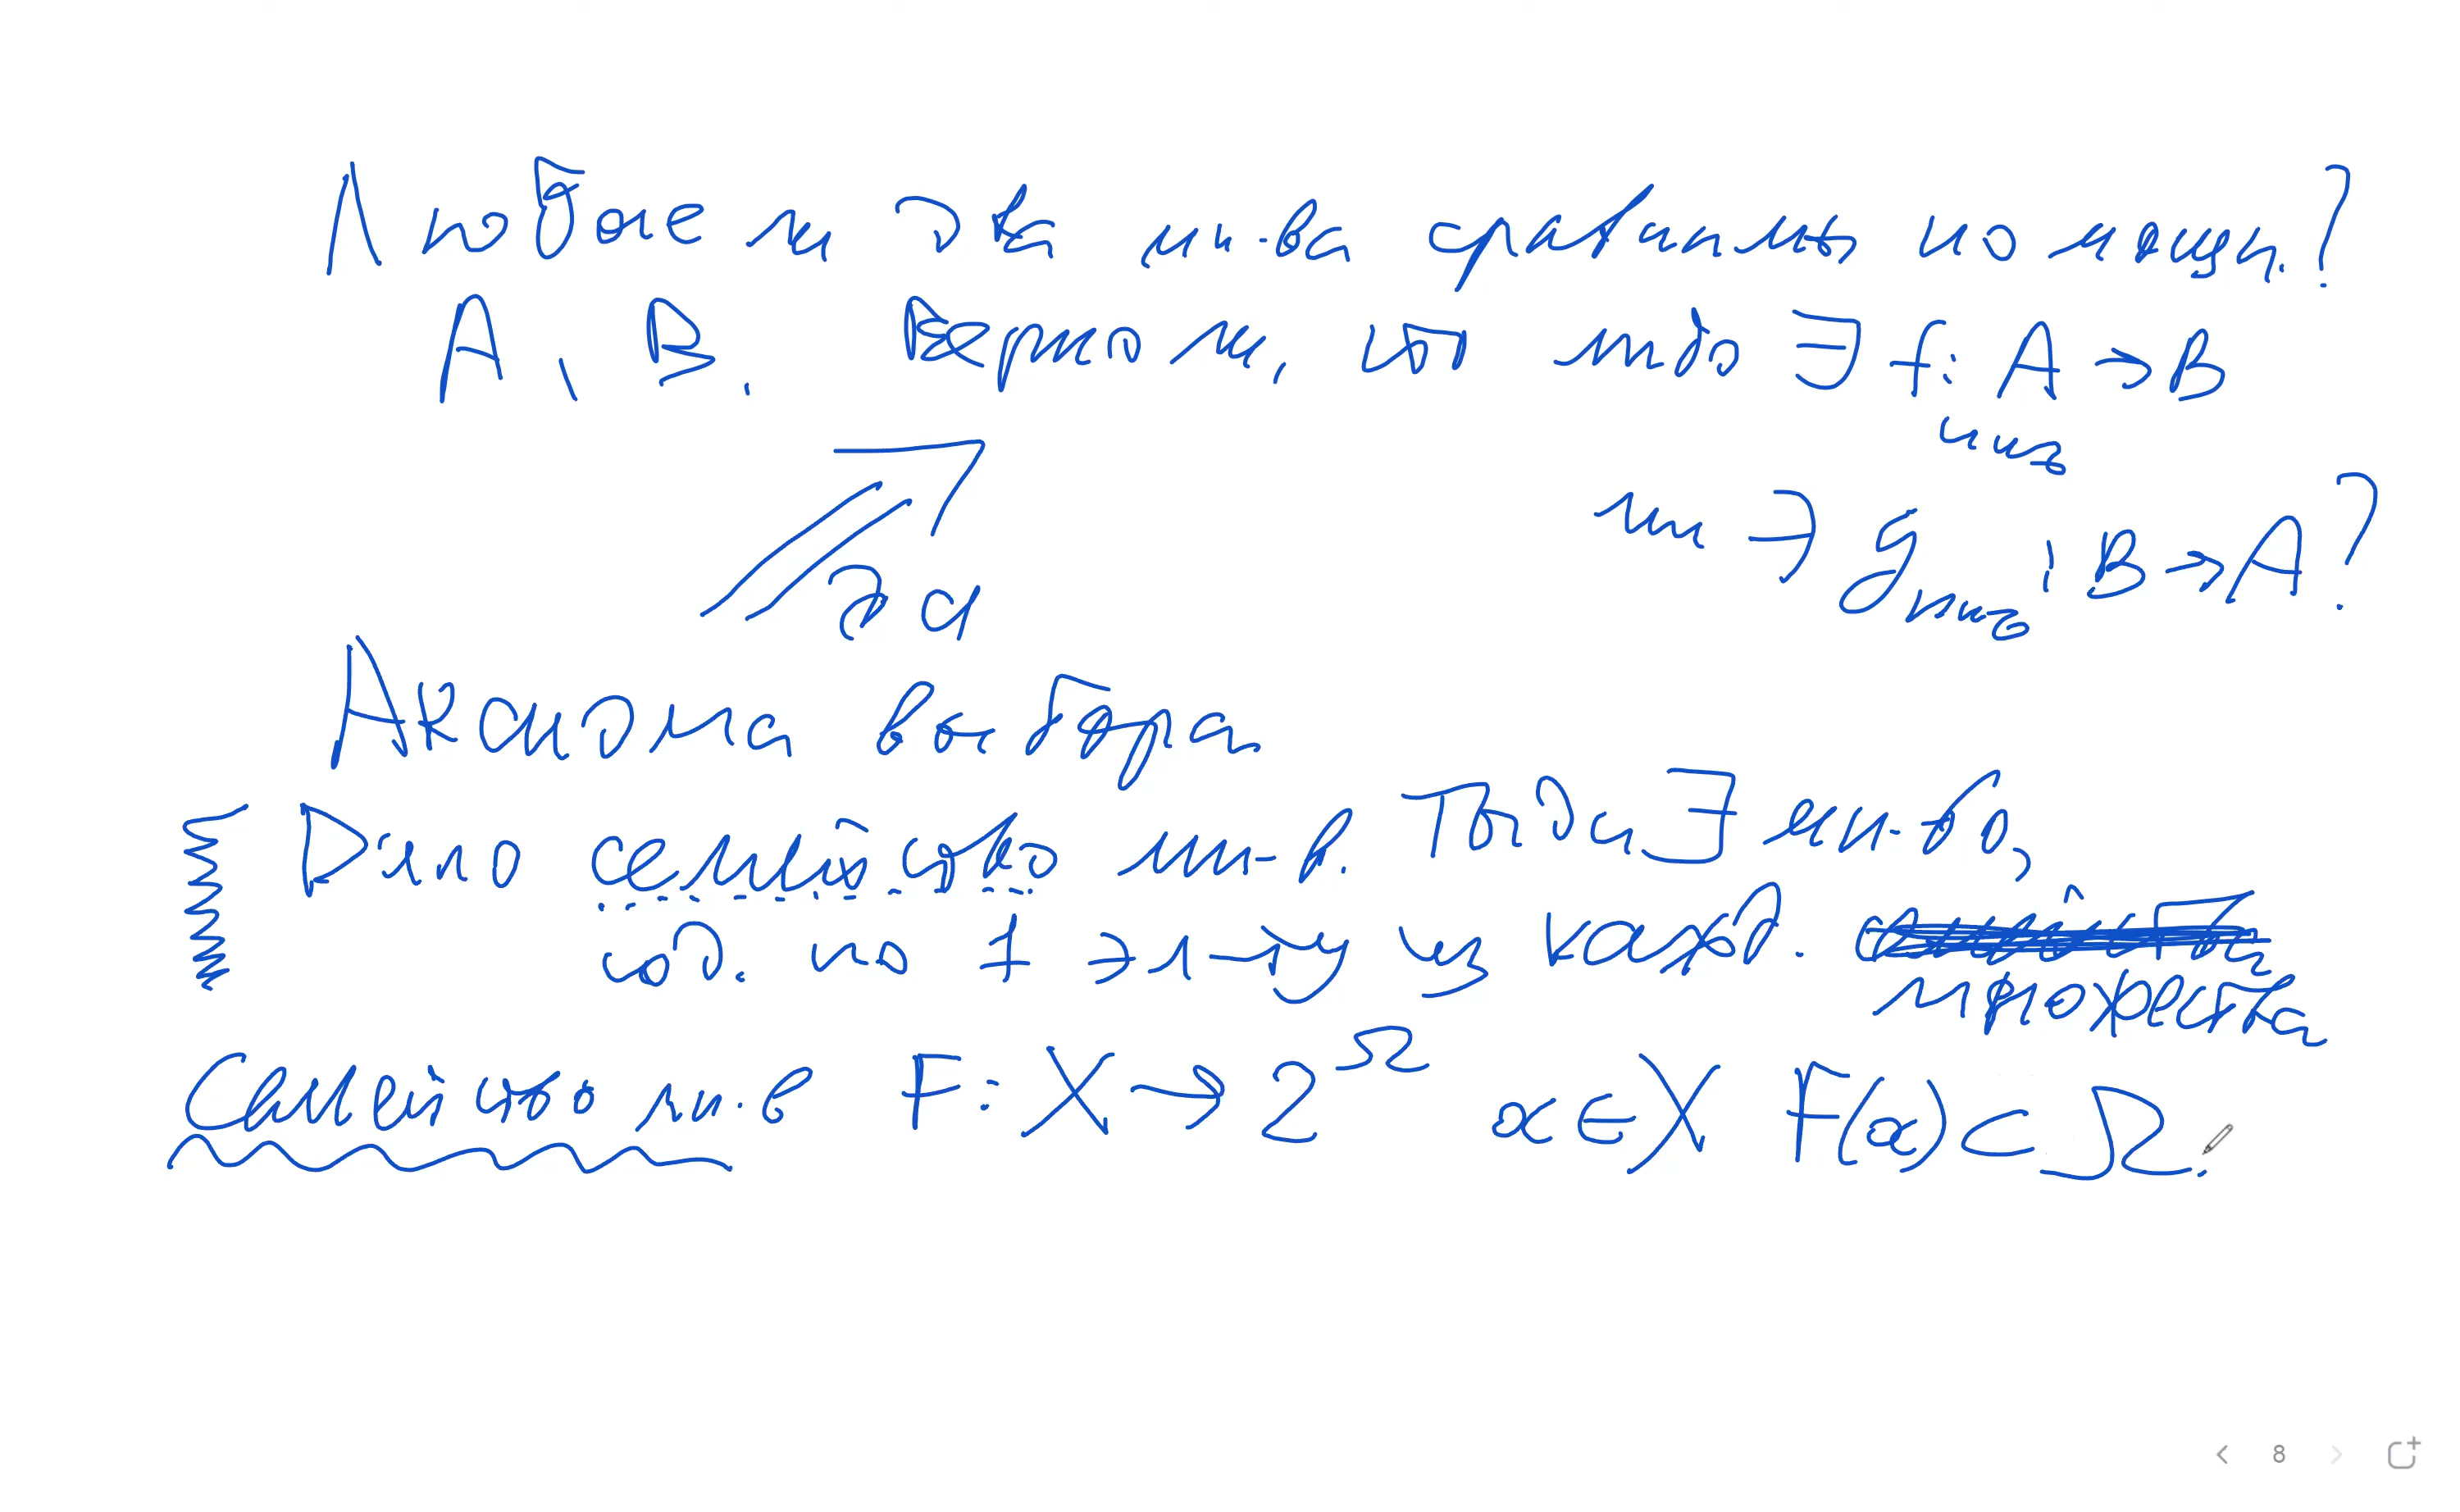 Любые ли два мн-ва сравнимы по мощн.?
A, B. Верно ли, что либо ∃ f: A → B
инъ
или ∃ g инъ : B → A?
да
Аксиома выбора
Дано семейство мн-в. Тогда ∃ мн-во,
сод. по 1 эл-ту из кажд.
множества
Семейство мн-в F: X → 2^Ω α ∈ X F(α) ⊂ Ω.
8